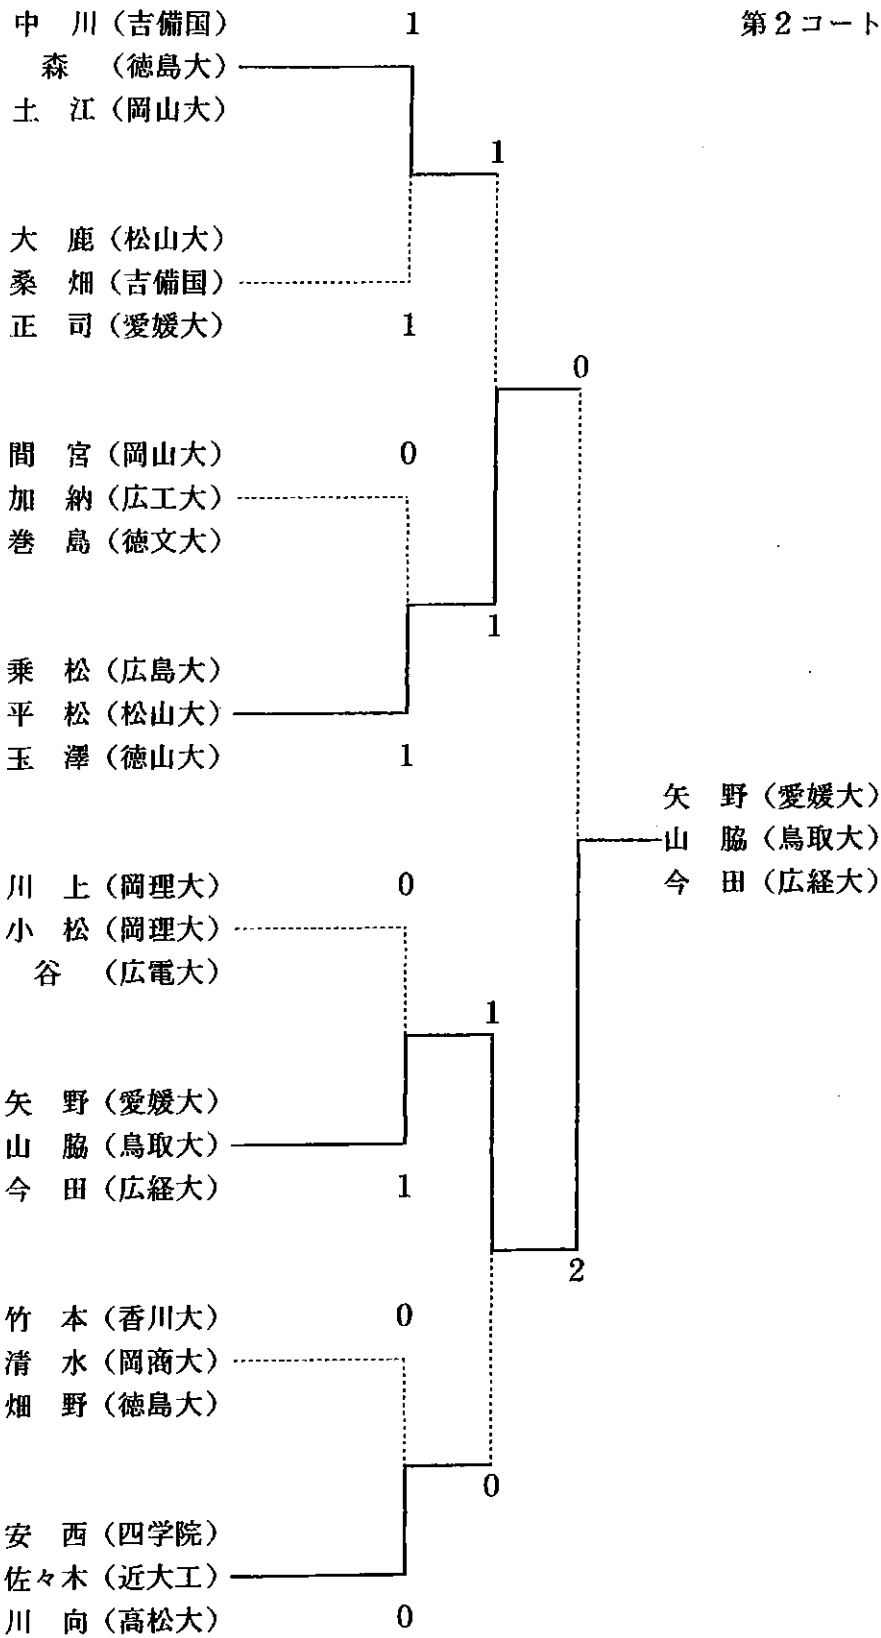 中 川（吉備国） 1 第2コート
森 （徳島大）
土 江（岡山大）
1
大 鹿（松山大）
桑 畑（吉備国）
正 司（愛媛大） 1
0
間 宮（岡山大） 0
加 納（広工大）
巻 島（徳文大）
1
乗 松（広島大）
平 松（松山大）
玉 澤（徳山大） 1
矢 野（愛媛大）
山 脇（鳥取大）
今 田（広経大）
川 上（岡理大） 0
小 松（岡理大）
谷 （広電大）
1
矢 野（愛媛大）
山 脇（鳥取大）
今 田（広経大） 1
2
竹 本（香川大） 0
清 水（岡商大）
畑 野（徳島大）
0
安 西（四学院）
佐々木（近大工）
川 向（高松大） 0